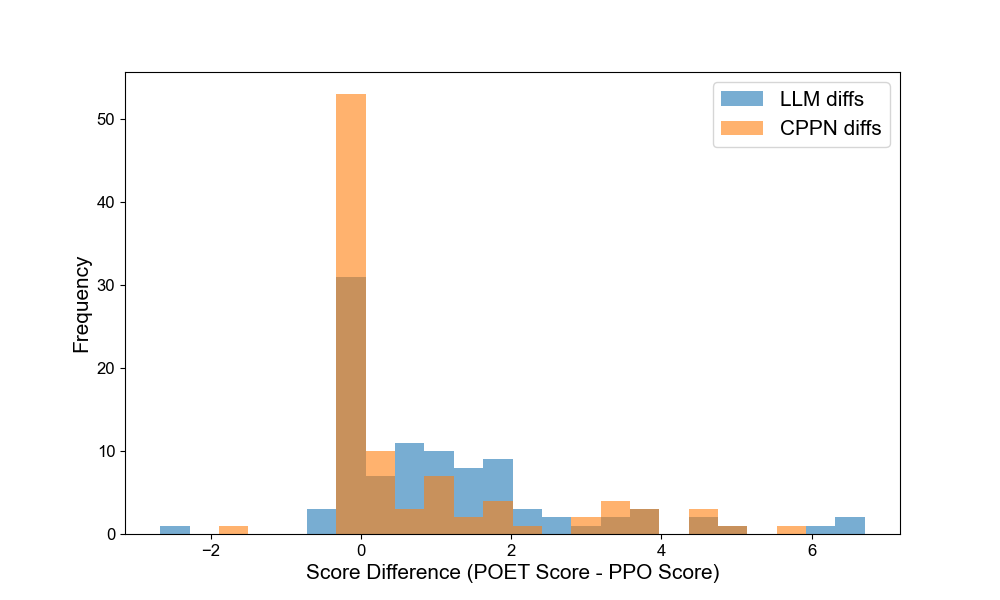 LLM diffs
CPPN diffs
50
40
30
20
10
0
Frequency
−2
0
2
4
6
Score Difference (POET Score - PPO Score)